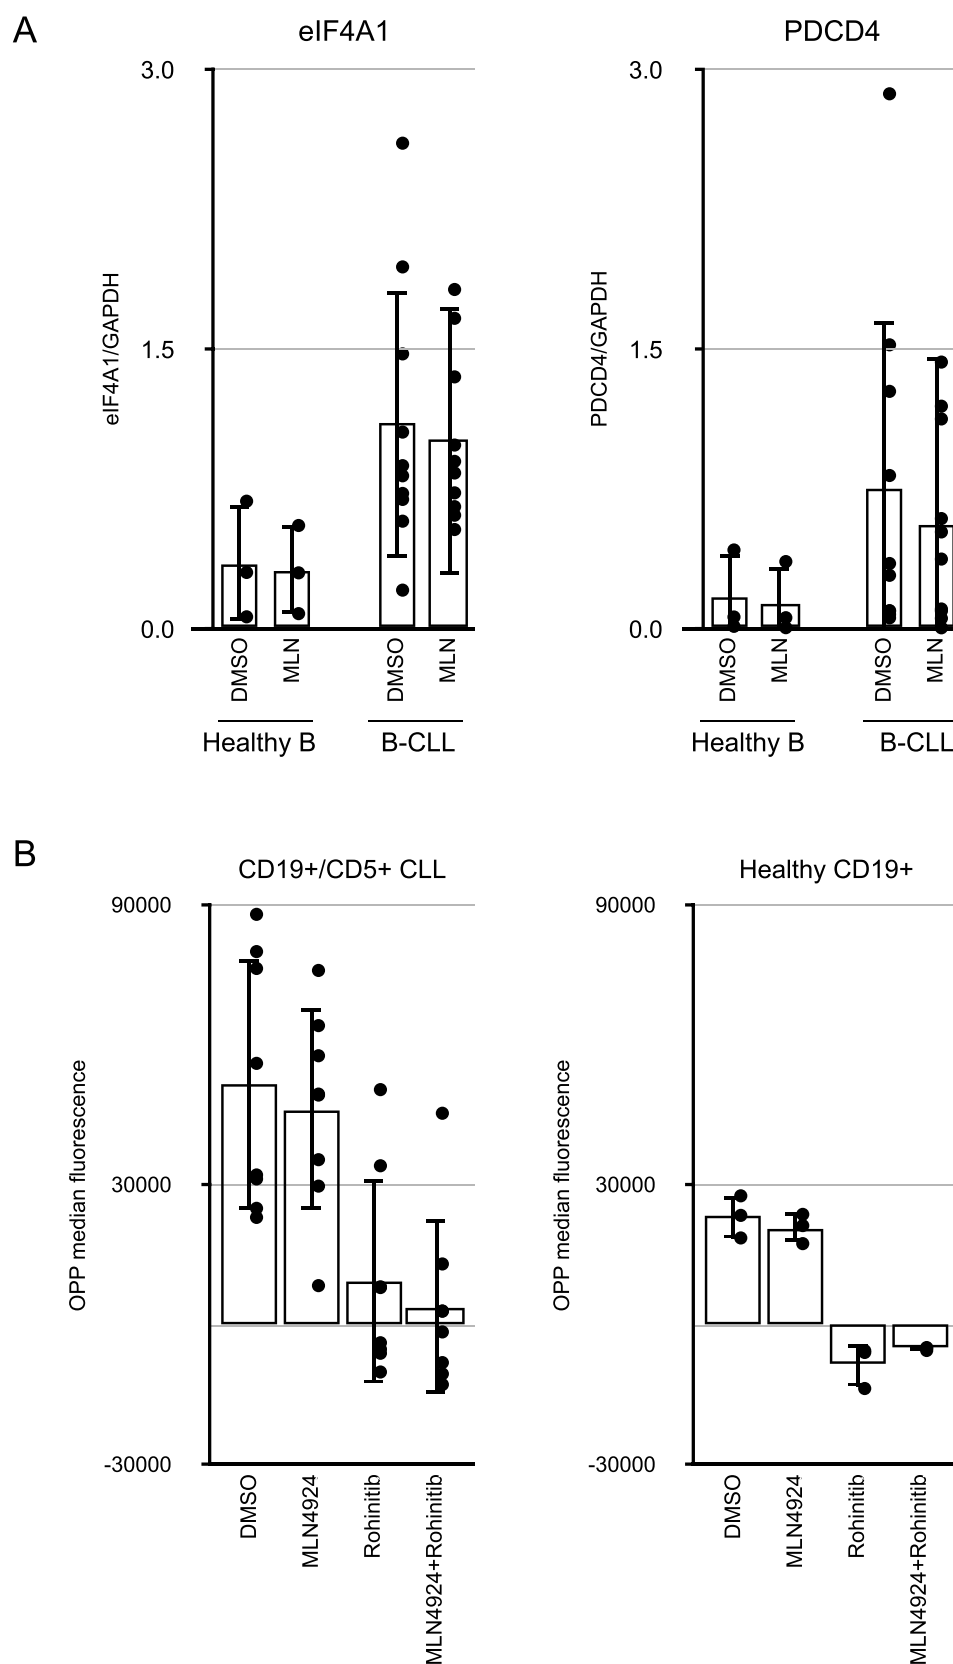 A
eIF4A1
PDCD4
3.0
1.5
0.0
eIF4A1/GAPDH
DMSO
MLN
DMSO
MLN
Healthy B
B-CLL
3.0
1.5
0.0
PDCD4/GAPDH
DMSO
MLN
DMSO
MLN
Healthy B
B-CLL
B
CD19+/CD5+ CLL
Healthy CD19+
90000
30000
-30000
OPP median fluorescence
DMSO
MLN4924
Rohinitib
MLN4924+Rohinitib
90000
30000
-30000
OPP median fluorescence
DMSO
MLN4924
Rohinitib
MLN4924+Rohinitib